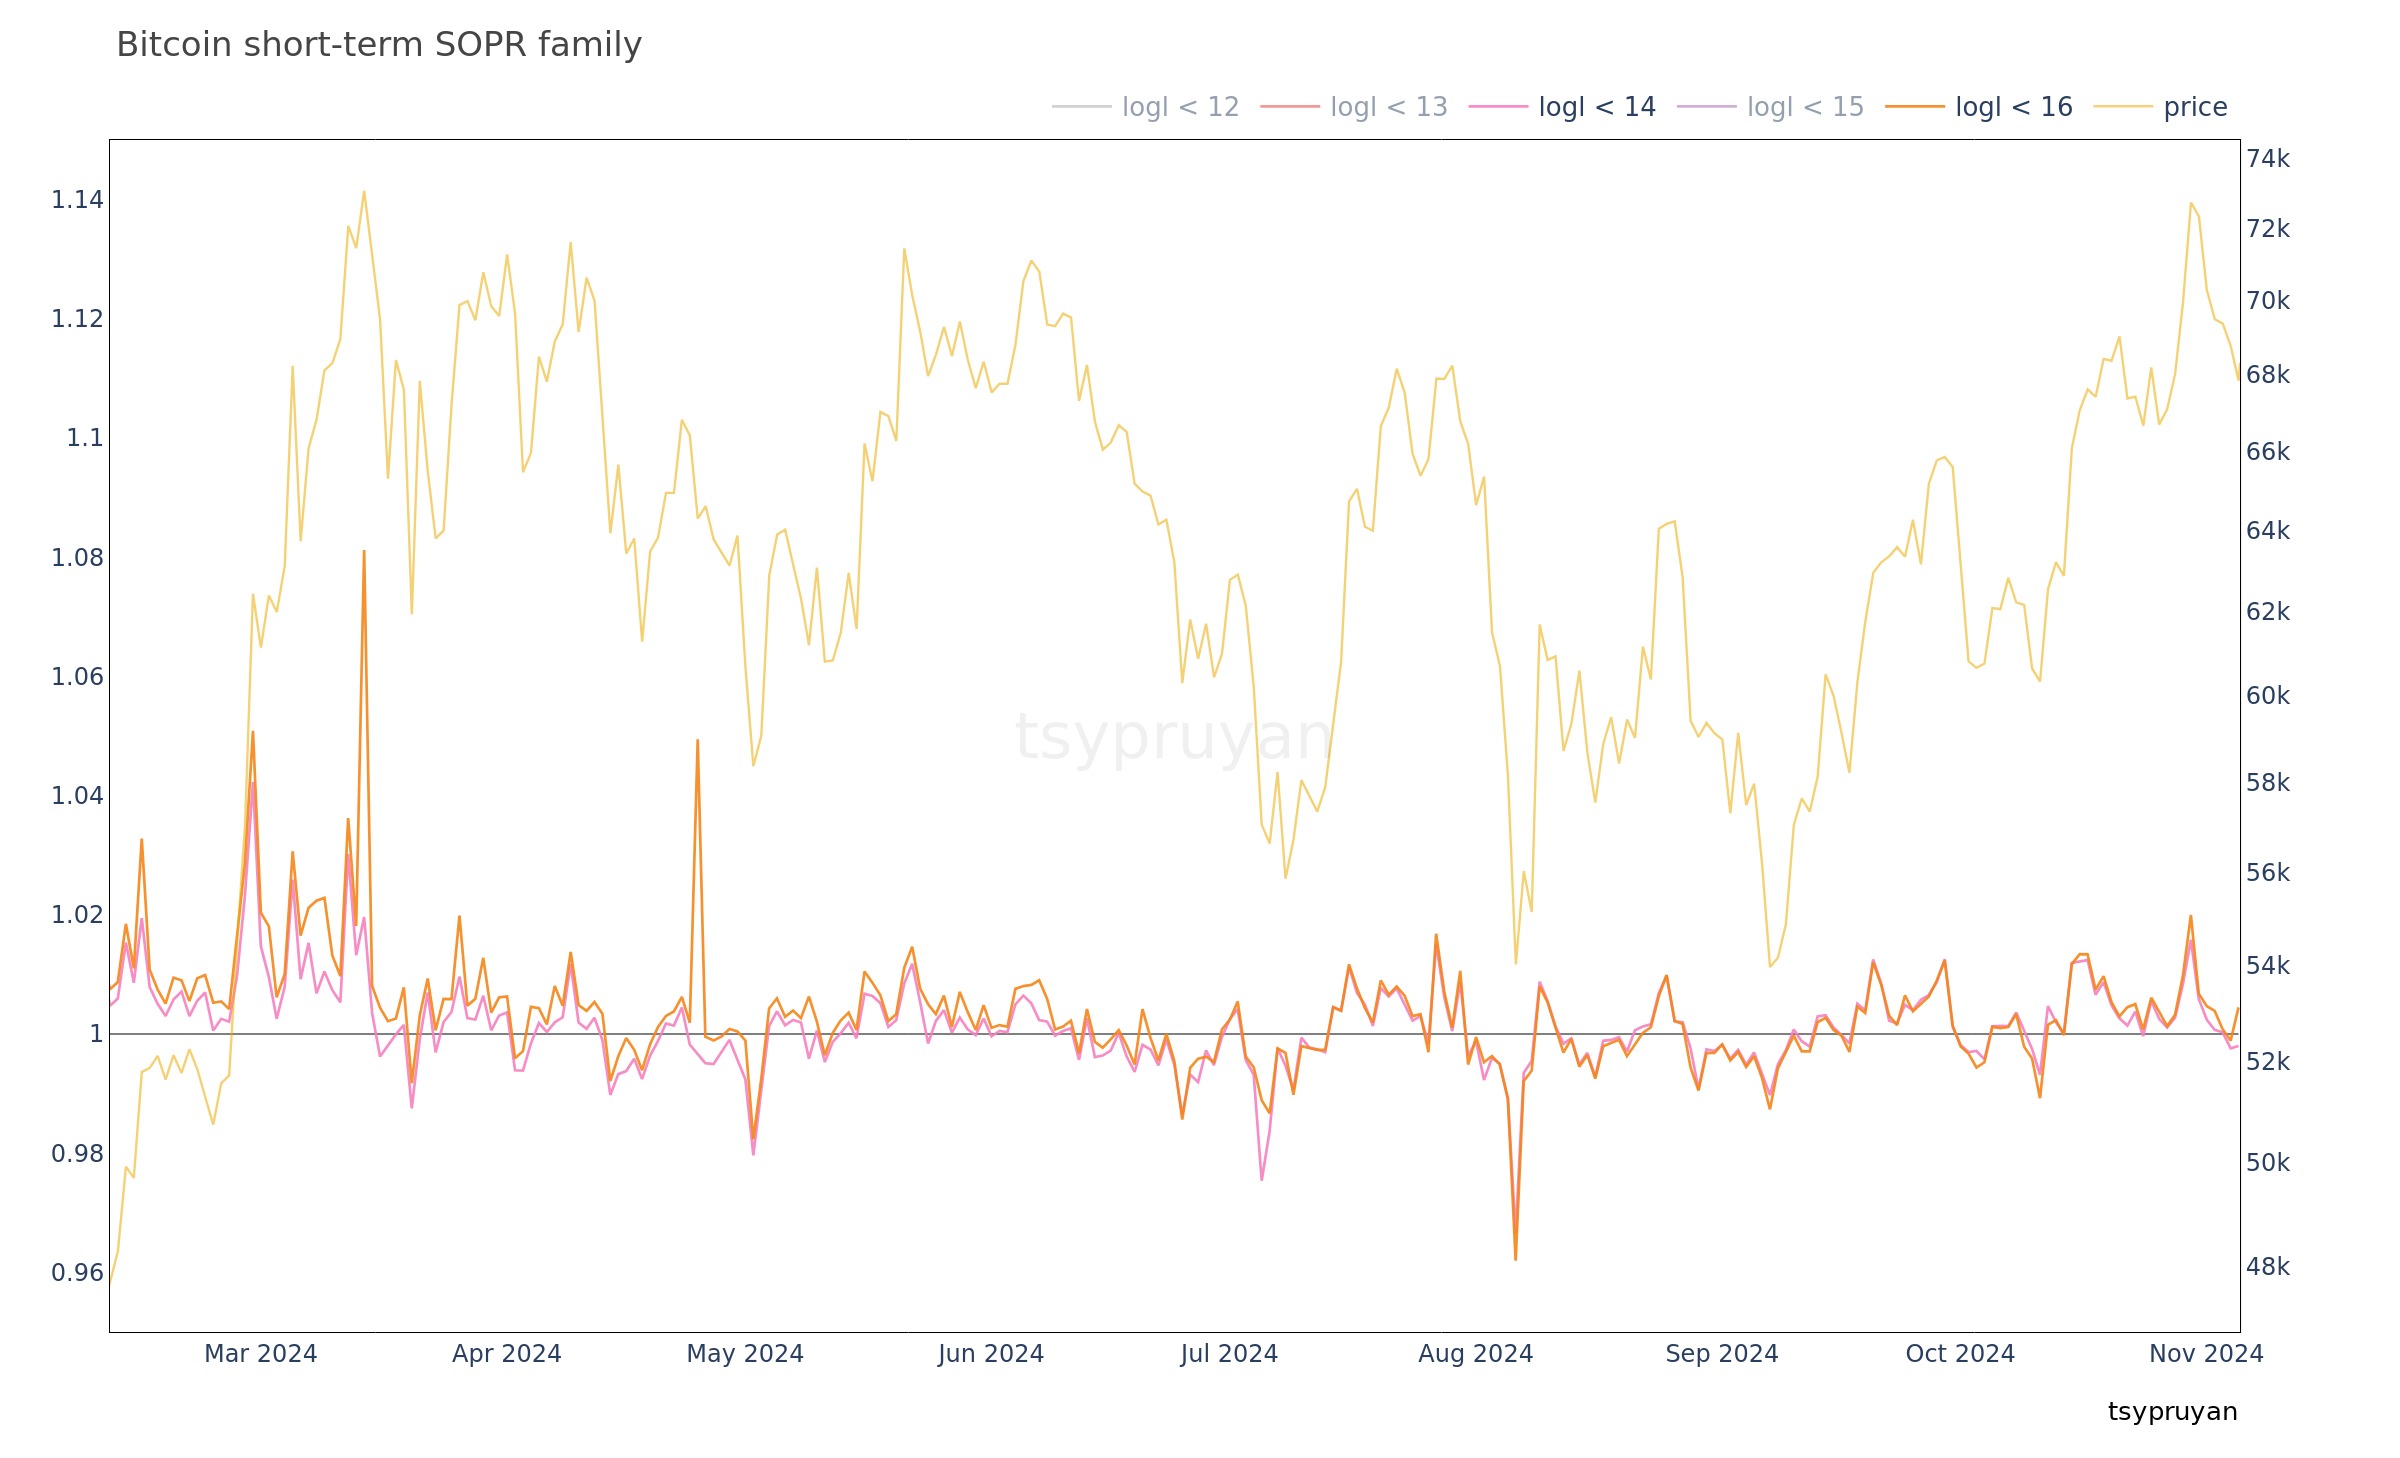 Bitcoin short-term SOPR family
logl < 12 logl < 13 logl < 14 logl < 15 logl < 16 price
1.14
1.12
1.1
1.08
1.06
1.04
1.02
1
0.98
0.96
74k
72k
70k
68k
66k
64k
62k
60k
58k
56k
54k
52k
50k
48k
tsypruyan
Mar 2024 Apr 2024 May 2024 Jun 2024 Jul 2024 Aug 2024 Sep 2024 Oct 2024 Nov 2024
tsypruyan